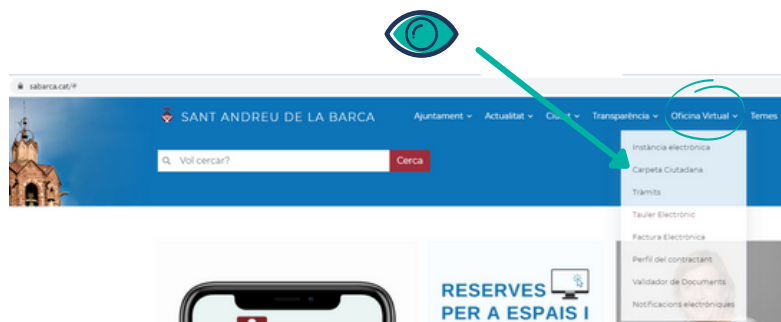 sabarca.cat/#
SANT ANDREU DE LA BARCA
Ajuntament
Actualitat
Transparència
Oficina Virtual
Temes
Vol cercar?
Cerca
Instància electrònica
Carpeta Ciutadana
Tràmits
Tauler Electrònic
Factura Electrònica
Perfil del contractant
Validador de Documents
Notificacions electròniques
RESERVES
PER A ESPAIS I